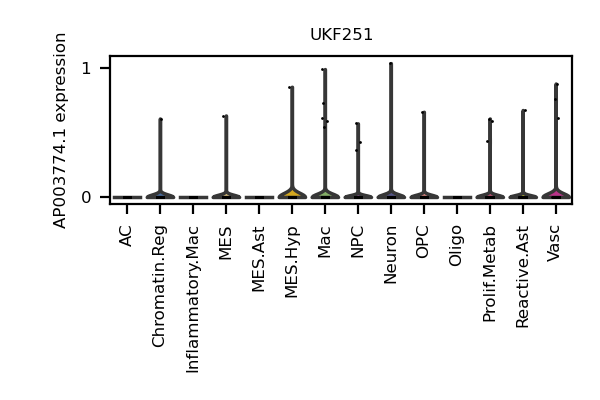 UKF251
AP003774.1 expression
1
0
AC
Chromatin.Reg
Inflammatory.Mac
MES
MES.Ast
MES.Hyp
Mac
NPC
Neuron
OPC
Oligo
Prolif.Metab
Reactive.Ast
Vasc